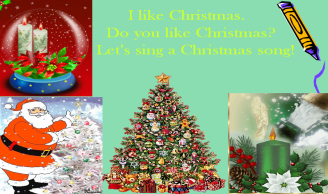 I like Christmas.
Do you like Christmas?
Let's sing a Christmas song!